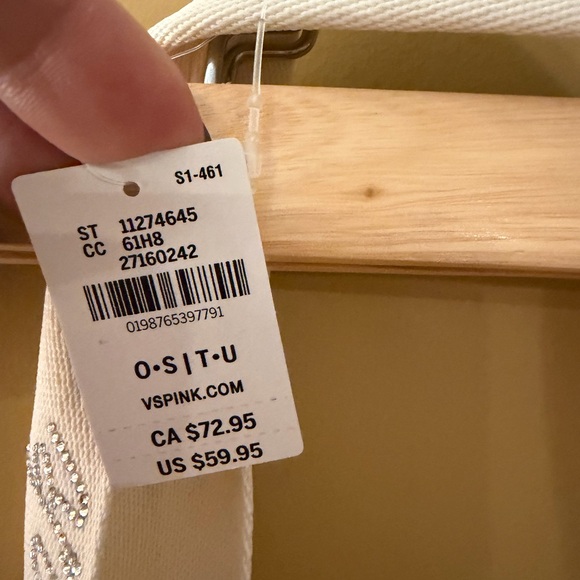 S1-461
ST 11274645
CC 61H8
27160242
0198765397791
O•S|T•U
VSPINK.COM
CA $72.95
US $59.95